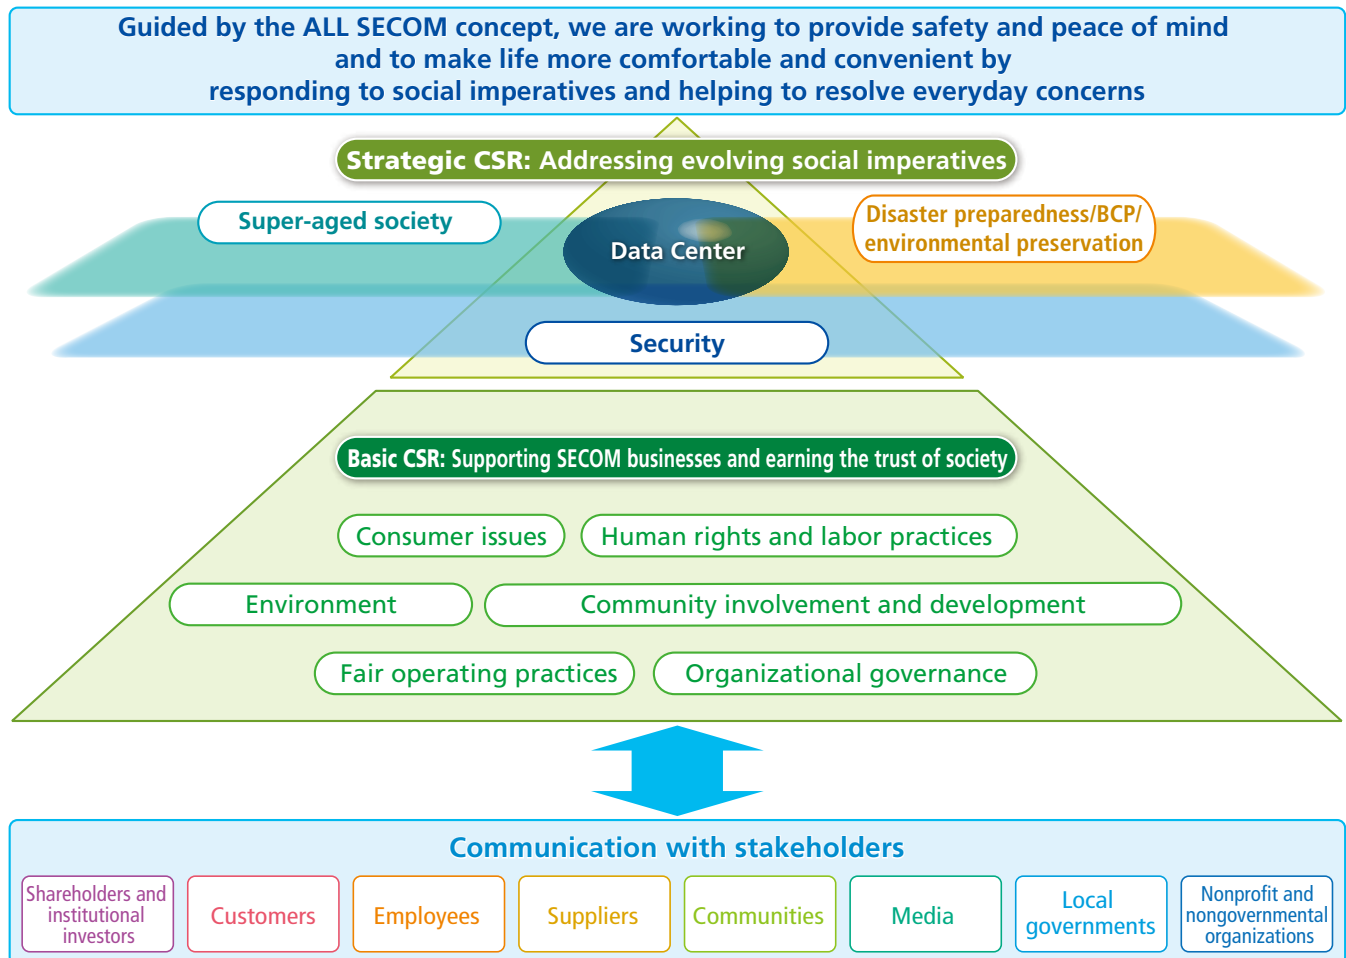 Guided by the ALL SECOM concept, we are working to provide safety and peace of mind
and to make life more comfortable and convenient by
responding to social imperatives and helping to resolve everyday concerns
Strategic CSR: Addressing evolving social imperatives
Super-aged society
Disaster preparedness/BCP/
environmental preservation
Data Center
Security
Basic CSR: Supporting SECOM businesses and earning the trust of society
Consumer issues
Human rights and labor practices
Environment
Community involvement and development
Fair operating practices
Organizational governance
Communication with stakeholders
Shareholders and
institutional
investors
Customers
Employees
Suppliers
Communities
Media
Local
governments
Nonprofit and
nongovernmental
organizations